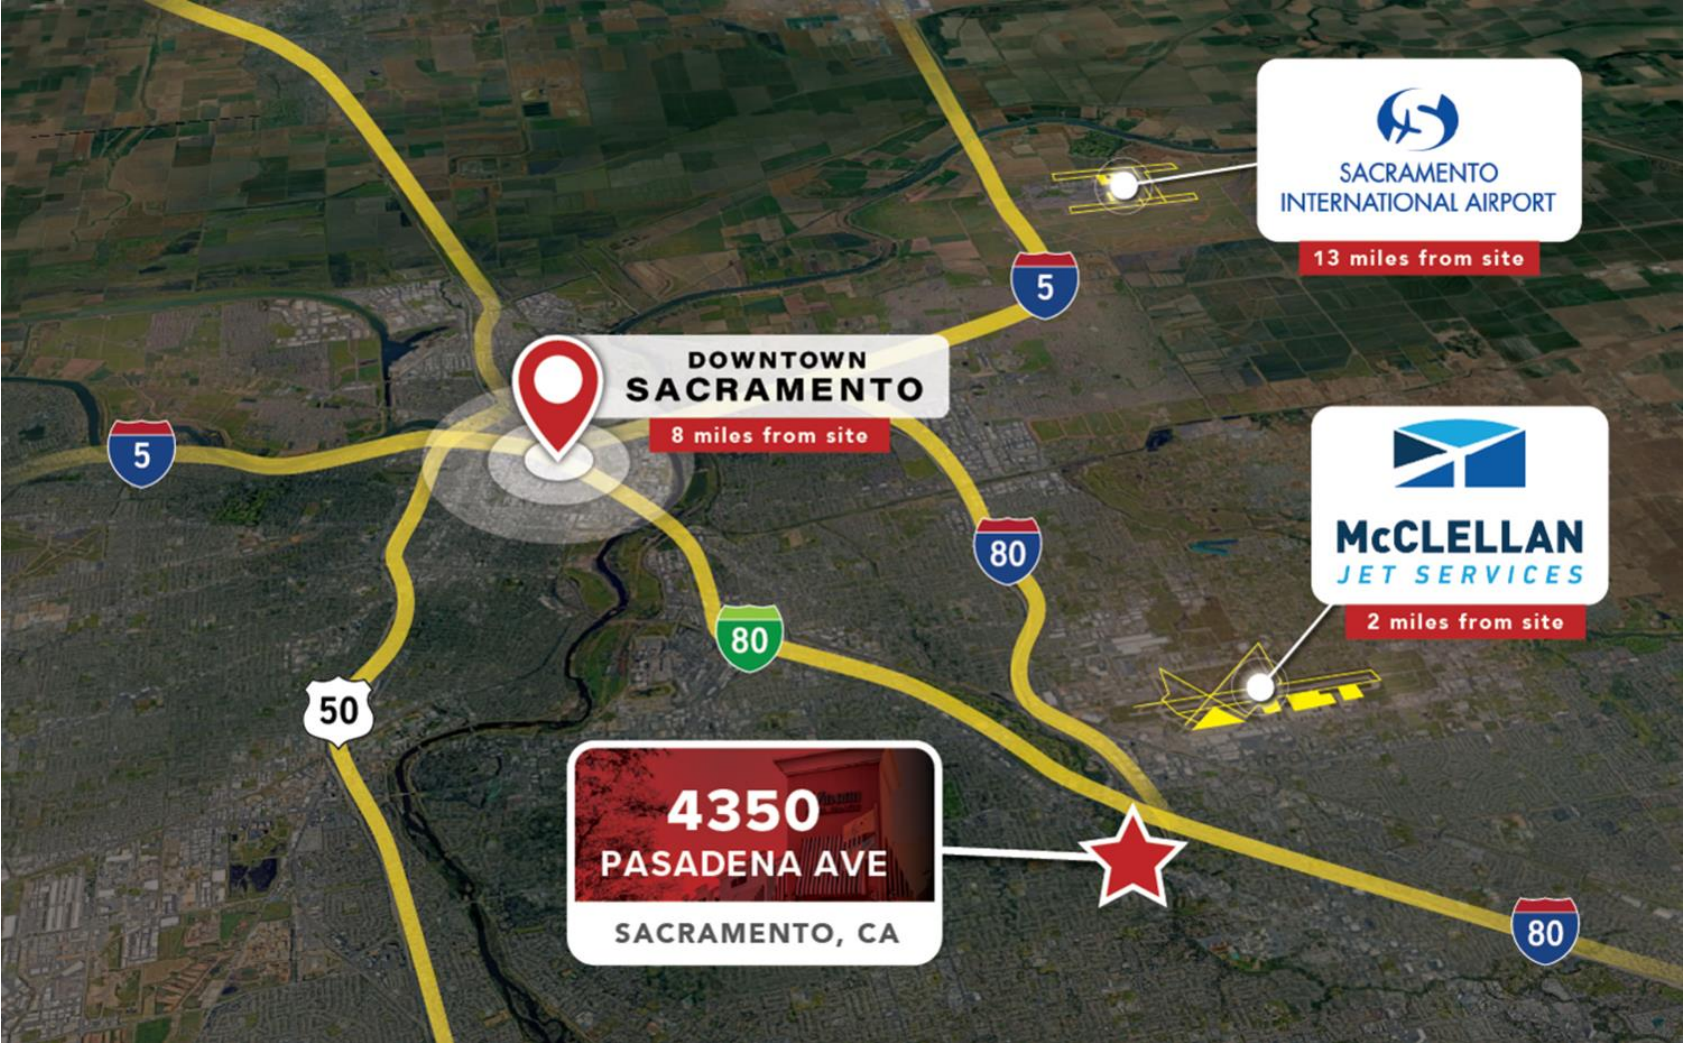 SACRAMENTO
INTERNATIONAL AIRPORT
13 miles from site
5
DOWNTOWN
SACRAMENTO
8 miles from site
5
80
McCLELLAN
JET SERVICES
2 miles from site
80
50
4350
PASADENA AVE
SACRAMENTO, CA
80